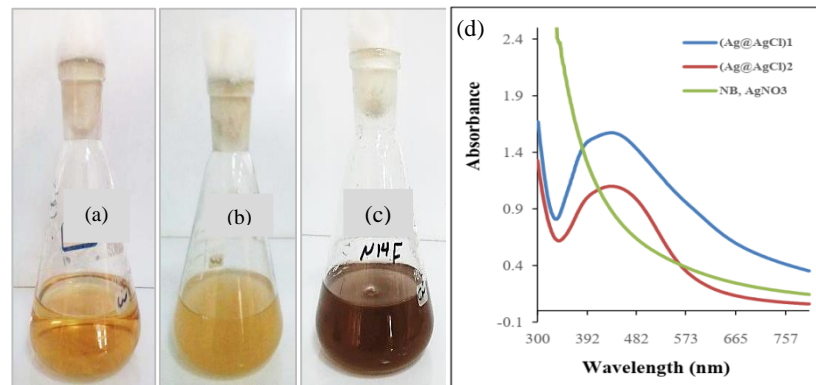 (a)
(b)
(c)
N14F
(d)
(Ag@AgCl)1
(Ag@AgCl)2
NB, AgNO3
Absorbance
2.4
1.9
1.4
0.9
0.4
-0.1
300
392
482
573
665
757
Wavelength (nm)